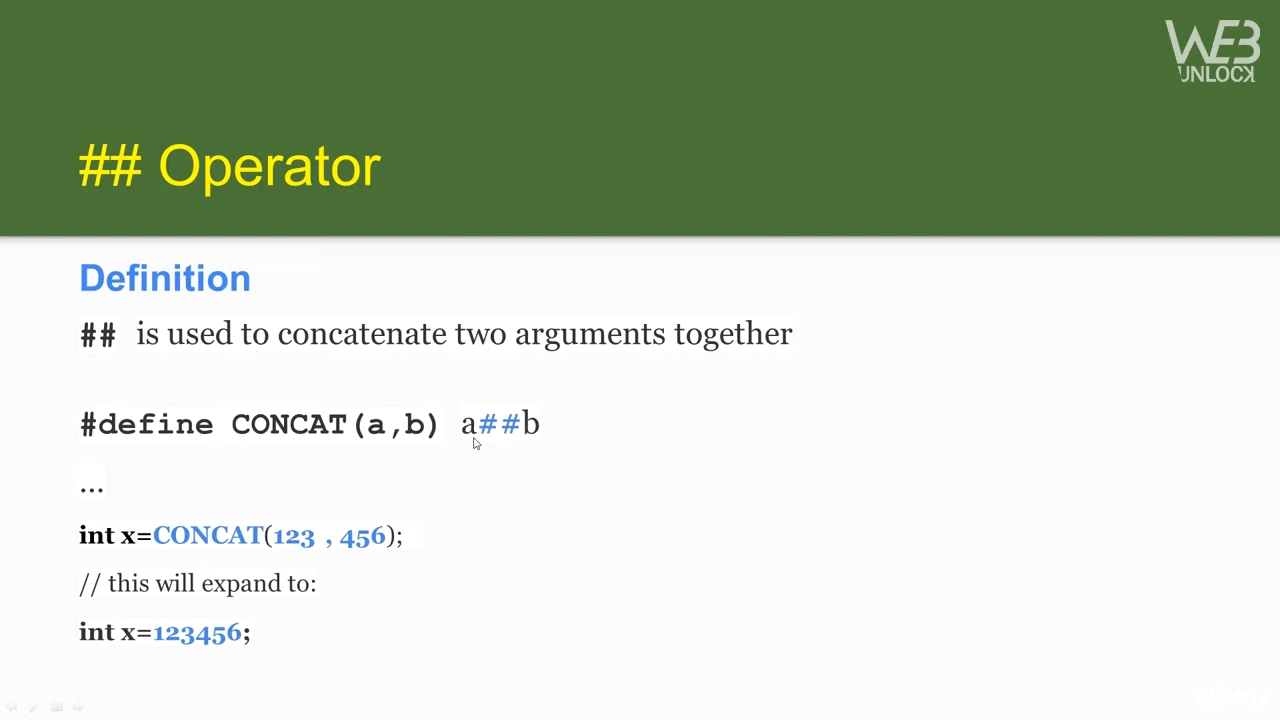 WEB
UNLOCK
## Operator
Definition
## is used to concatenate two arguments together
#define CONCAT(a,b) a##b
...
int x=CONCAT(123 , 456);
// this will expand to:
int x=123456;
udemy